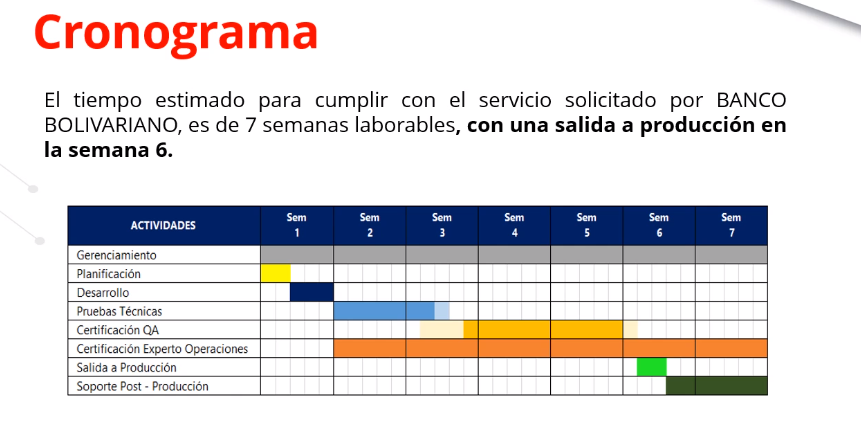 Cronograma
El tiempo estimado para cumplir con el servicio solicitado por BANCO
BOLIVARIANO, es de 7 semanas laborables, con una salida a producción en
la semana 6.
ACTIVIDADES
Sem 1
Sem 2
Sem 3
Sem 4
Sem 5
Sem 6
Sem 7
Gerenciamiento
Planificación
Desarrollo
Pruebas Técnicas
Certificación QA
Certificación Experto Operaciones
Salida a Producción
Soporte Post - Producción